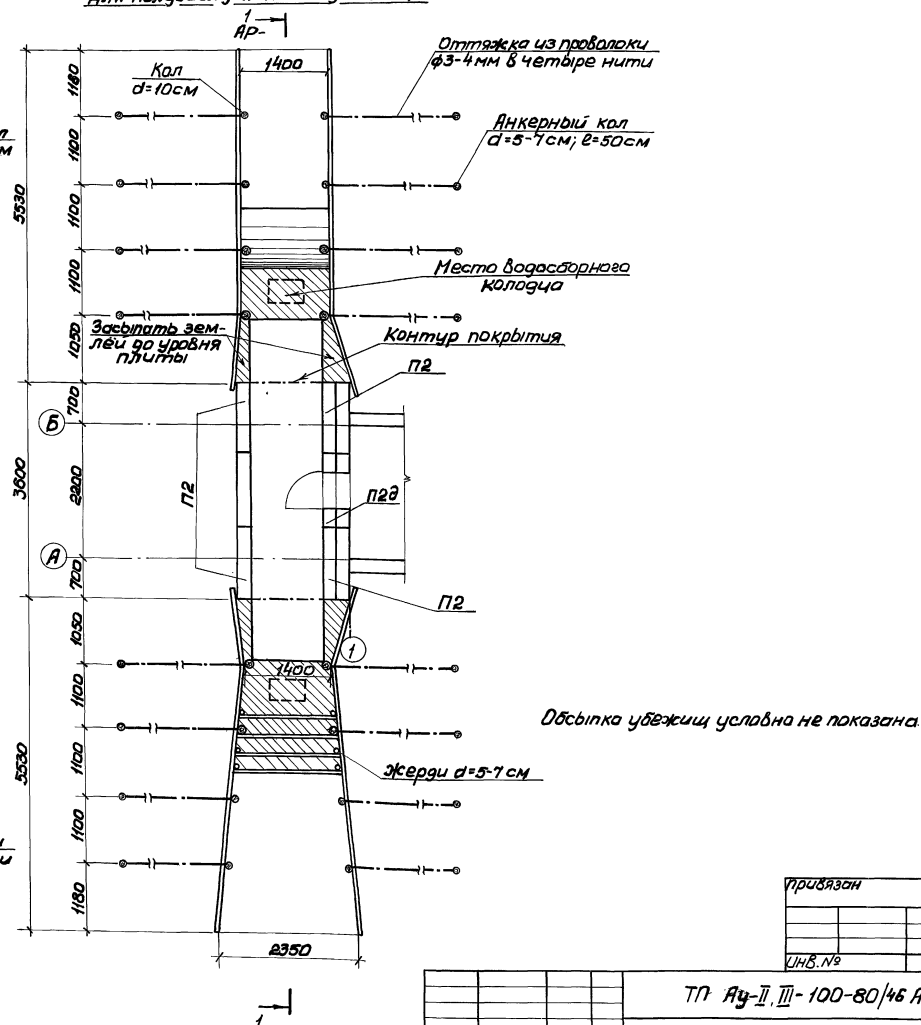 1
АР-
Кол
d=10см
1400
Оттяжка из проволоки
ф3-4мм в четыре нити
Анкерный кол
d=5-7см; ℓ=50см
1180
1100
1100
1100
1050
5530
Место водосборного
колодца
Засыпать зем-
лёй до уровня
плиты
Контур покрытия
П2
700
Б
2200
3600
П2
П2д
А
700
П2
1050
1
1400
1100
1100
1100
1180
5530
Обсыпка убежищ условно не показана.
Жерди d=5-7 см
2350
1
привязан
Инв.№
ТП Ау-II, III-100-80/46 А